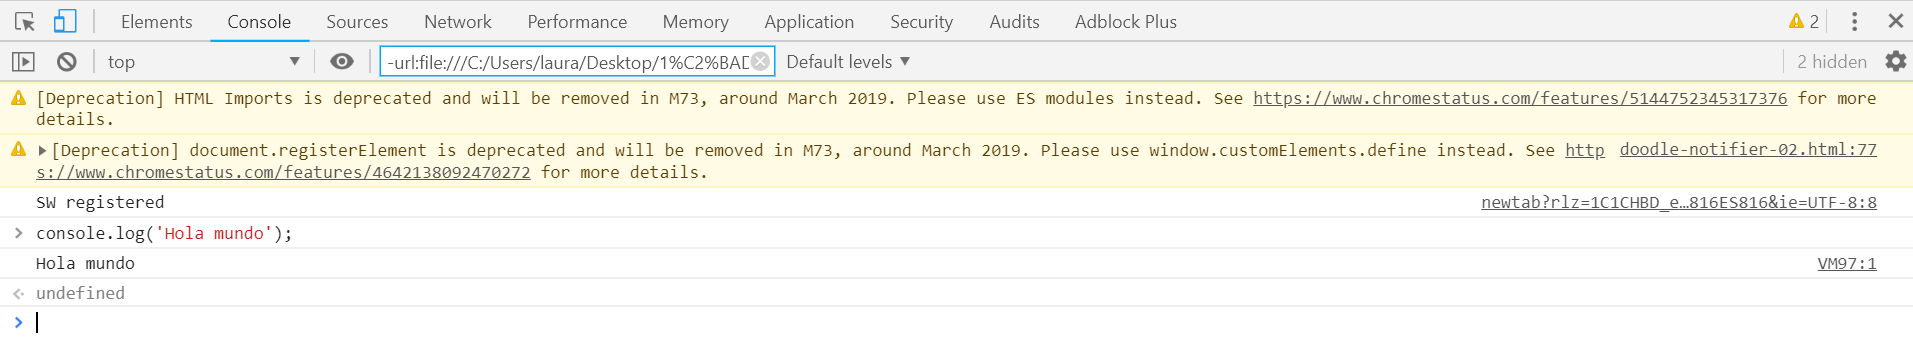 Elements Console Sources Network Performance Memory Application Security Audits Adblock Plus 2
top -url:file:///C:/Users/laura/Desktop/1%C2%BAD Default levels 2 hidden
[Deprecation] HTML Imports is deprecated and will be removed in M73, around March 2019. Please use ES modules instead. See https://www.chromestatus.com/features/5144752345317376 for more
details.
[Deprecation] document.registerElement is deprecated and will be removed in M73, around March 2019. Please use window.customElements.define instead. See http doodle-notifier-02.html:77
s://www.chromestatus.com/features/4642138092470272 for more details.
SW registered newtab?rlz=1C1CHBD_e…816ES816&ie=UTF-8:8
> console.log('Hola mundo');
Hola mundo VM97:1
undefined
>